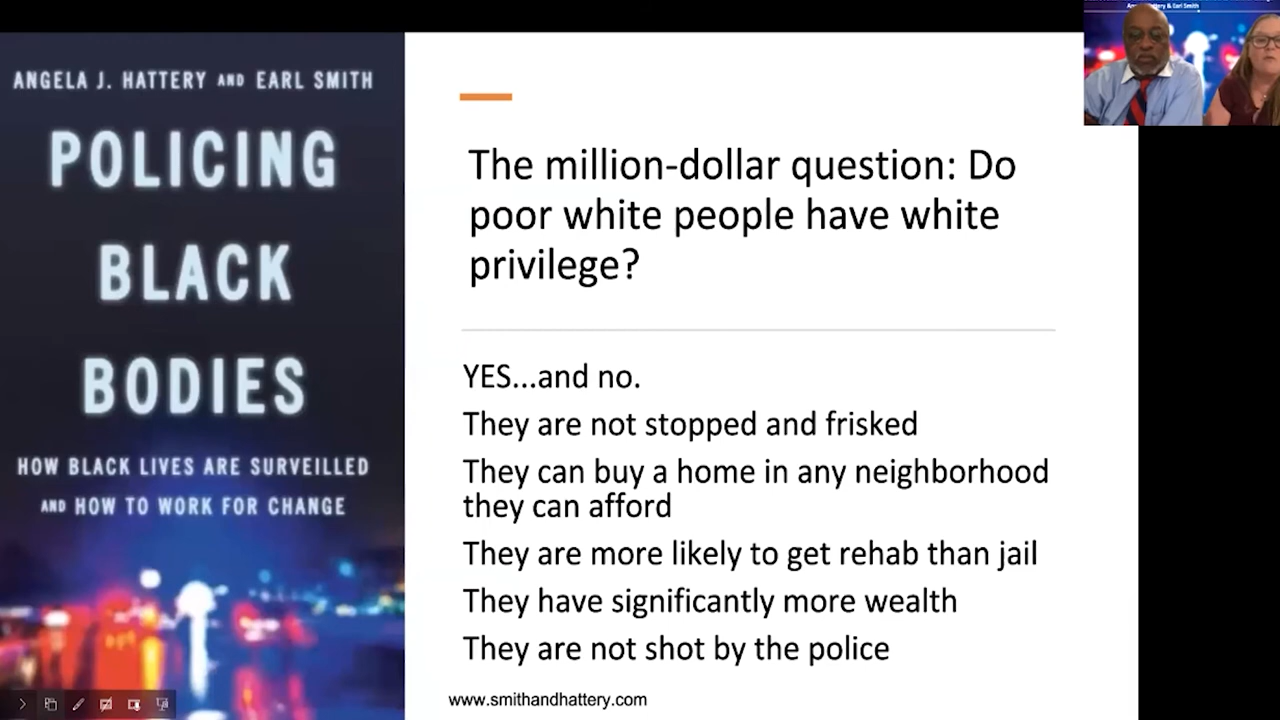 ANGELA J. HATTERY AND EARL SMITH
POLICING
BLACK
BODIES
HOW BLACK LIVES ARE SURVEILLED
AND HOW TO WORK FOR CHANGE
& Earl Smith
The million-dollar question: Do
poor white people have white
privilege?
YES...and no.
They are not stopped and frisked
They can buy a home in any neighborhood
they can afford
They are more likely to get rehab than jail
They have significantly more wealth
They are not shot by the police
www.smithandhattery.com